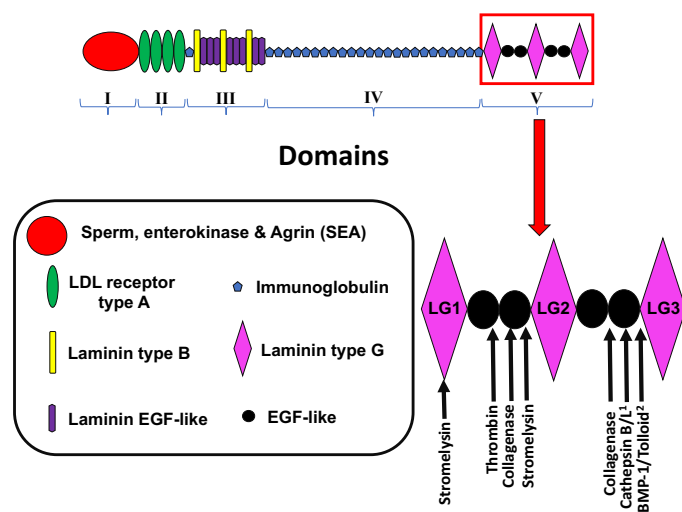 I II III IV V
Domains
Sperm, enterokinase & Agrin (SEA)
LDL receptor
type A
Immunoglobulin
Laminin type B
Laminin type G
Laminin EGF-like
EGF-like
LG1 LG2 LG3
Stromelysin
Thrombin
Collagenase
Stromelysin
Collagenase
Cathepsin B/L¹
BMP-1/Tolloid²